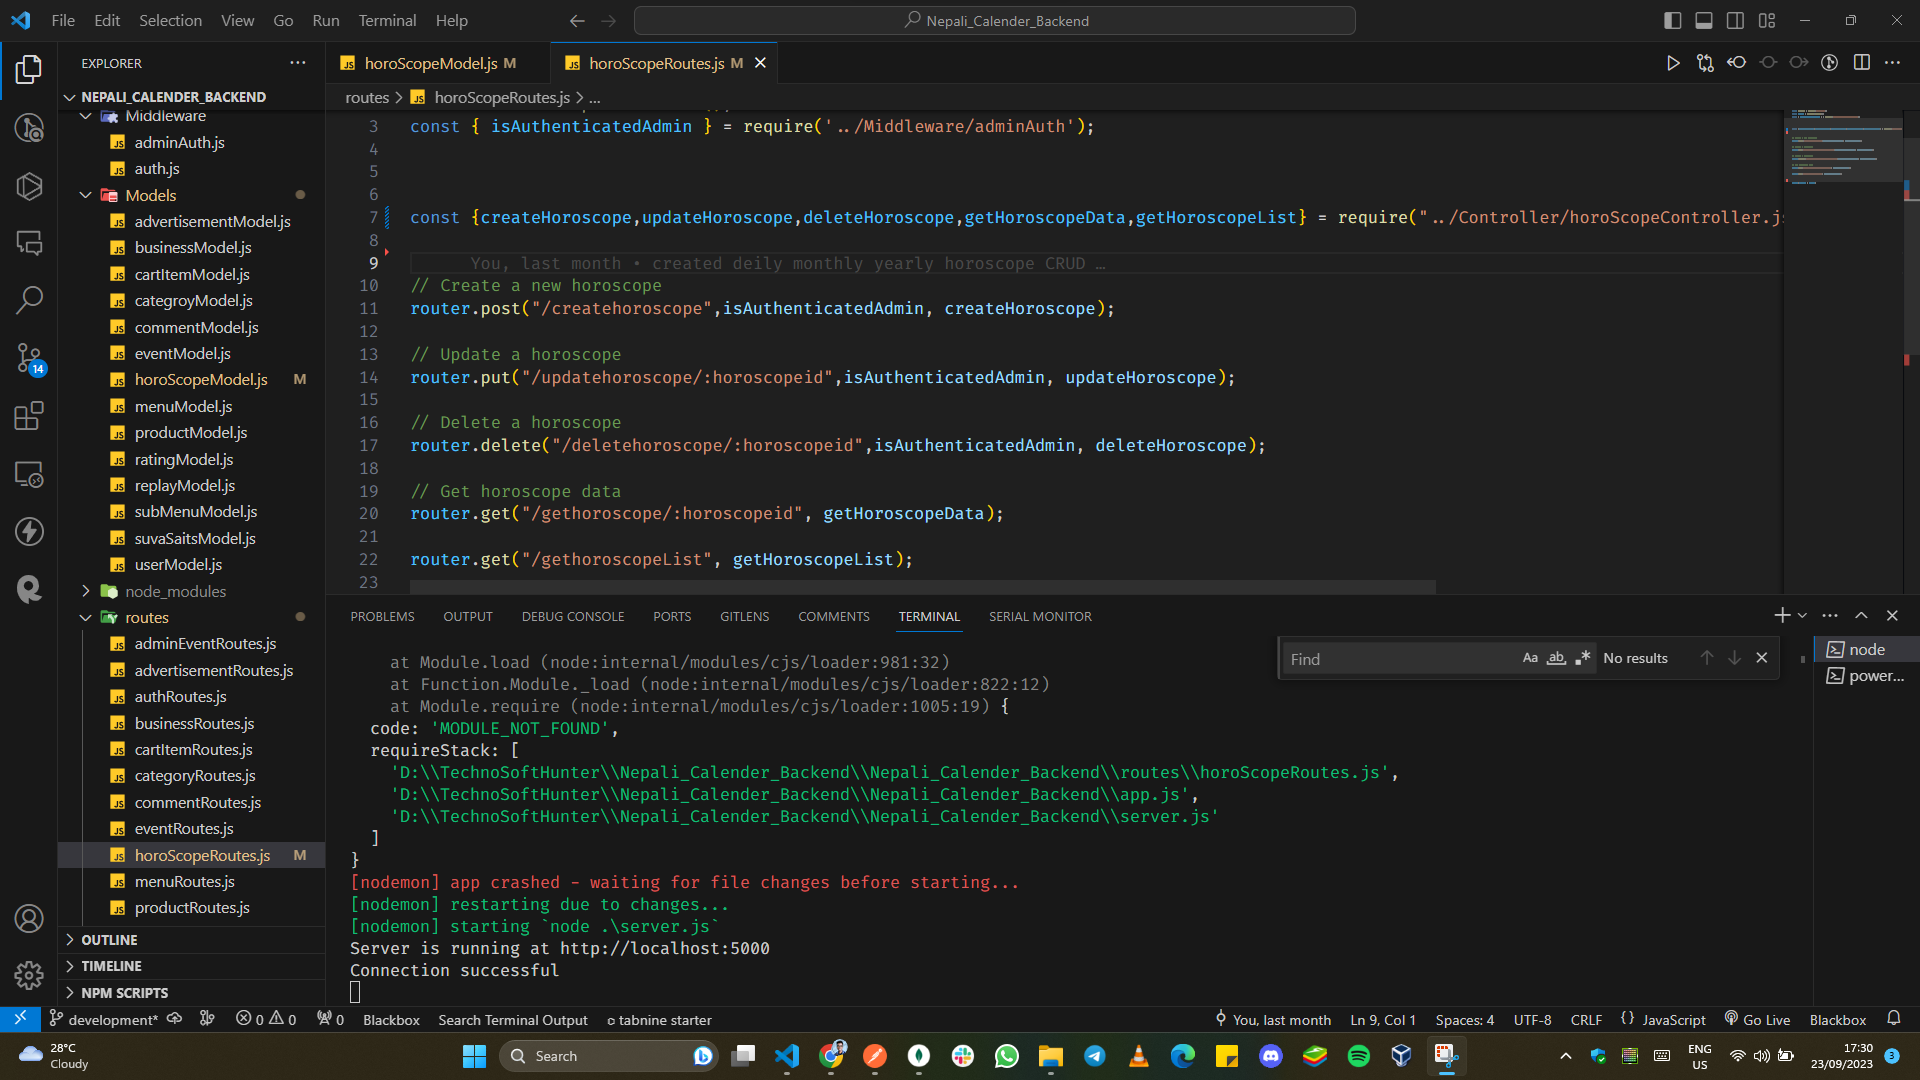 File Edit Selection View Go Run Terminal Help
Nepali_Calender_Backend
EXPLORER
NEPALI_CALENDER_BACKEND
Middleware
adminAuth.js
auth.js
Models
advertisementModel.js
businessModel.js
cartItemModel.js
categroyModel.js
commentModel.js
eventModel.js
horoScopeModel.js M
menuModel.js
productModel.js
ratingModel.js
replayModel.js
subMenuModel.js
suvaSaitsModel.js
userModel.js
node_modules
routes
adminEventRoutes.js
advertisementRoutes.js
authRoutes.js
businessRoutes.js
cartItemRoutes.js
categoryRoutes.js
commentRoutes.js
eventRoutes.js
horoScopeRoutes.js M
menuRoutes.js
productRoutes.js
OUTLINE
TIMELINE
NPM SCRIPTS
14
JS horoScopeModel.js M
JS horoScopeRoutes.js M
routes > JS horoScopeRoutes.js > ...
3 const { isAuthenticatedAdmin } = require('../Middleware/adminAuth');
4
5
6
7 const {createHoroscope,updateHoroscope,deleteHoroscope,getHoroscopeData,getHoroscopeList} = require("../Controller/horoScopeController.js
8
9 You, last month • created deily monthly yearly horoscope CRUD …
10 // Create a new horoscope
11 router.post("/createhoroscope",isAuthenticatedAdmin, createHoroscope);
12
13 // Update a horoscope
14 router.put("/updatehoroscope/:horoscopeid",isAuthenticatedAdmin, updateHoroscope);
15
16 // Delete a horoscope
17 router.delete("/deletehoroscope/:horoscopeid",isAuthenticatedAdmin, deleteHoroscope);
18
19 // Get horoscope data
20 router.get("/gethoroscope/:horoscopeid", getHoroscopeData);
21
22 router.get("/gethoroscopeList", getHoroscopeList);
23
PROBLEMS OUTPUT DEBUG CONSOLE PORTS GITLENS COMMENTS TERMINAL SERIAL MONITOR
Find Aa ab No results
node
power...
at Module.load (node:internal/modules/cjs/loader:981:32)
at Function.Module._load (node:internal/modules/cjs/loader:822:12)
at Module.require (node:internal/modules/cjs/loader:1005:19) {
code: 'MODULE_NOT_FOUND',
requireStack: [
'D:\\TechnoSoftHunter\\Nepali_Calender_Backend\\Nepali_Calender_Backend\\routes\\horoScopeRoutes.js',
'D:\\TechnoSoftHunter\\Nepali_Calender_Backend\\Nepali_Calender_Backend\\app.js',
'D:\\TechnoSoftHunter\\Nepali_Calender_Backend\\Nepali_Calender_Backend\\server.js'
]
}
[nodemon] app crashed - waiting for file changes before starting...
[nodemon] restarting due to changes...
[nodemon] starting `node .\server.js`
Server is running at http://localhost:5000
Connection successful
development* 0 0 0 Blackbox Search Terminal Output tabnine starter
You, last month Ln 9, Col 1 Spaces: 4 UTF-8 CRLF {} JavaScript Go Live Blackbox
28°C
Cloudy
Search
ENG
US
17:30
23/09/2023
3